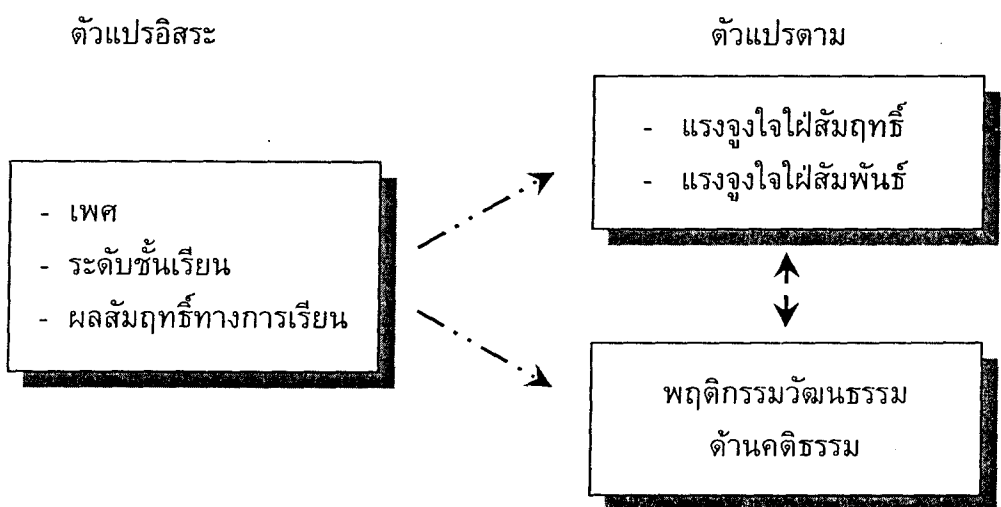 ตัวแปรอิสระ
ตัวแปรตาม
- เพศ
- ระดับชั้นเรียน
- ผลสัมฤทธิ์ทางการเรียน
- แรงจูงใจใฝ่สัมฤทธิ์
- แรงจูงใจใฝ่สัมพันธ์
พฤติกรรมวัฒนธรรม
ด้านคติธรรม